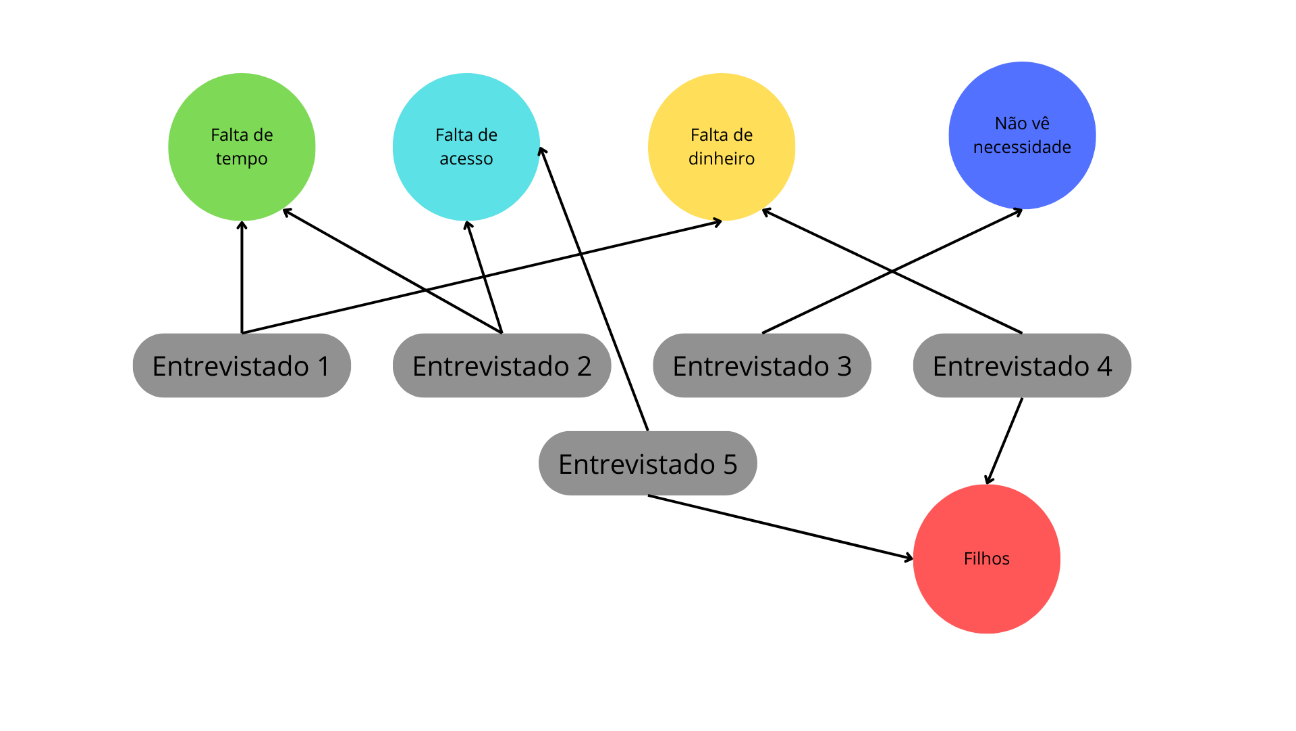 Falta de
tempo
Falta de
acesso
Falta de
dinheiro
Não vê
necessidade
Entrevistado 1
Entrevistado 2
Entrevistado 3
Entrevistado 4
Entrevistado 5
Filhos